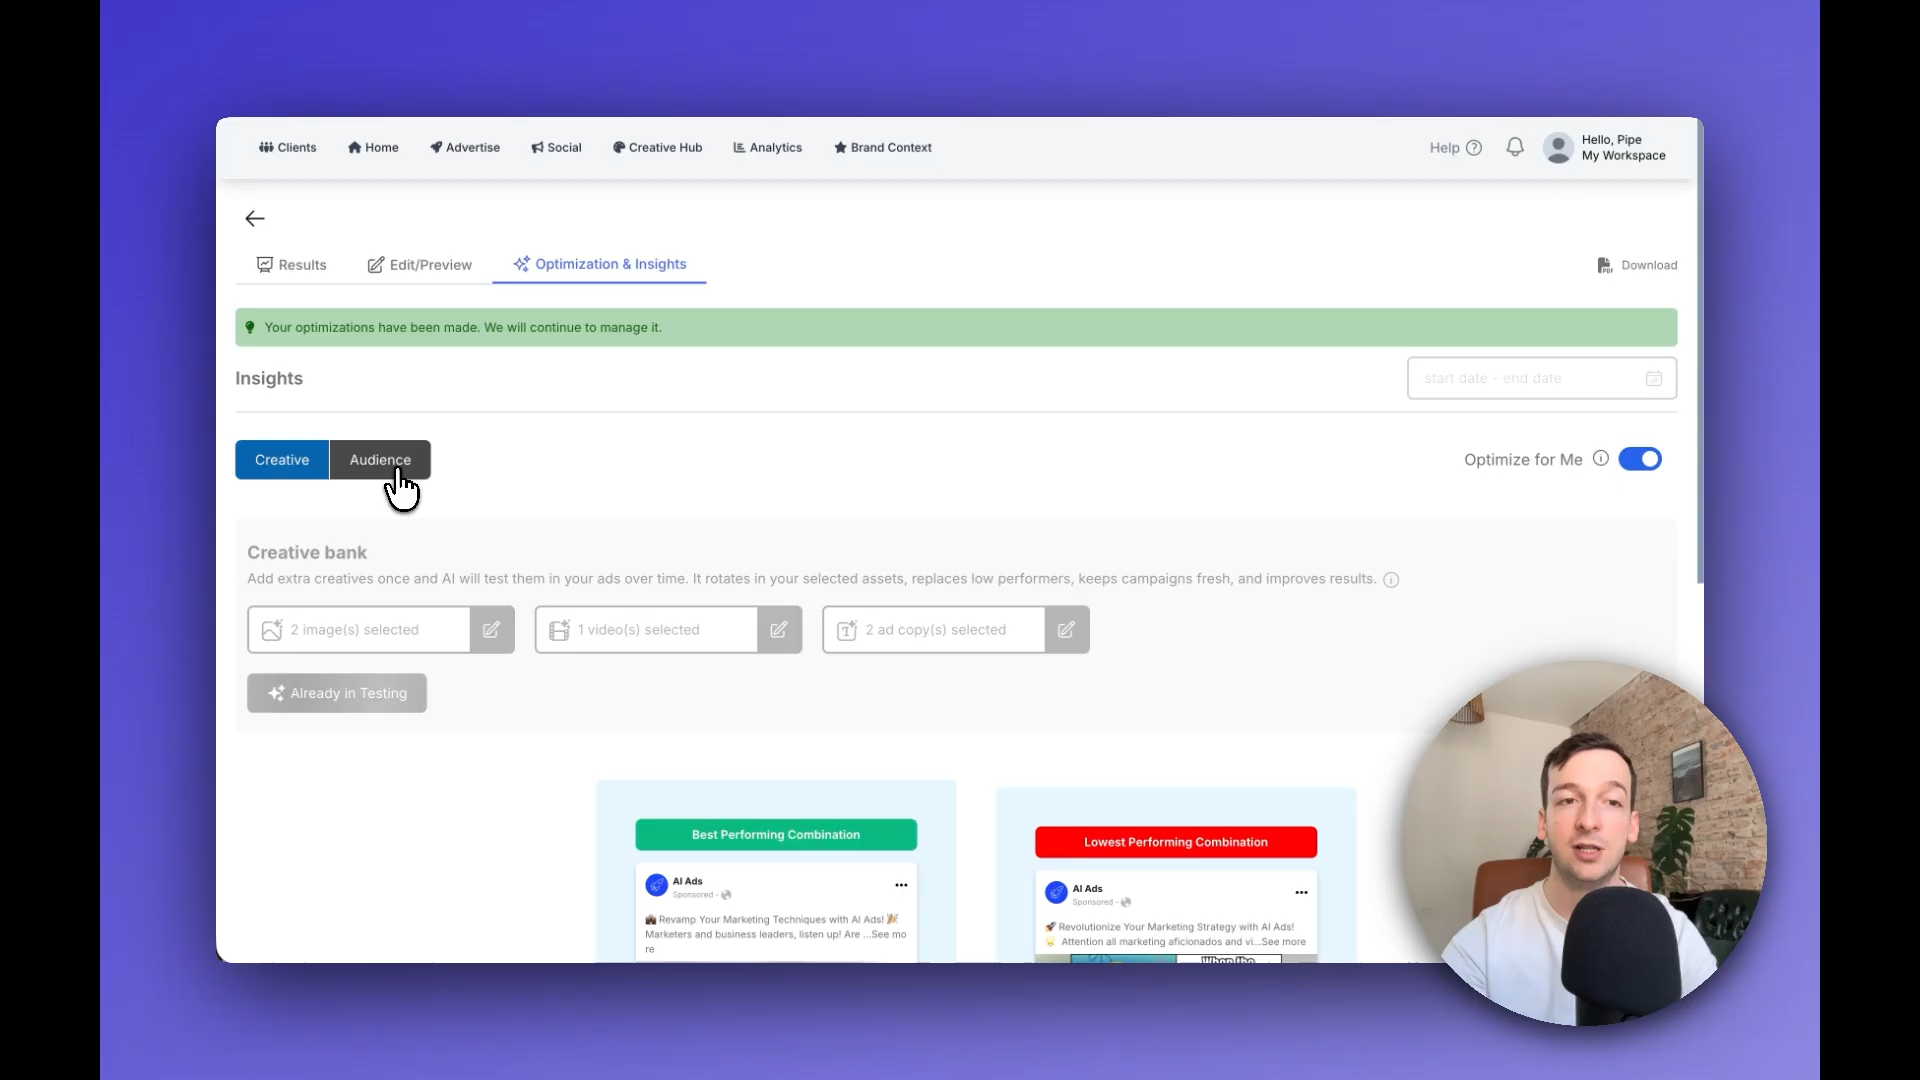 Clients Home Advertise Social Creative Hub Analytics Brand Context Help Hello, Pipe
My Workspace
Results Edit/Preview Optimization & Insights Download
Your optimizations have been made. We will continue to manage it.
Insights start date - end date
Creative Audience Optimize for Me
Creative bank
Add extra creatives once and AI will test them in your ads over time. It rotates in your selected assets, replaces low performers, keeps campaigns fresh, and improves results.
2 image(s) selected 1 video(s) selected 2 ad copy(s) selected
Already in Testing
Best Performing Combination
AI Ads
Sponsored -
💼 Revamp Your Marketing Techniques with AI Ads! 🎉
Marketers and business leaders, listen up! Are ...See mo
re
Lowest Performing Combination
AI Ads
Sponsored -
🚀 Revolutionize Your Marketing Strategy with AI Ads!
💡 Attention all marketing aficionados and vi...See more
When the